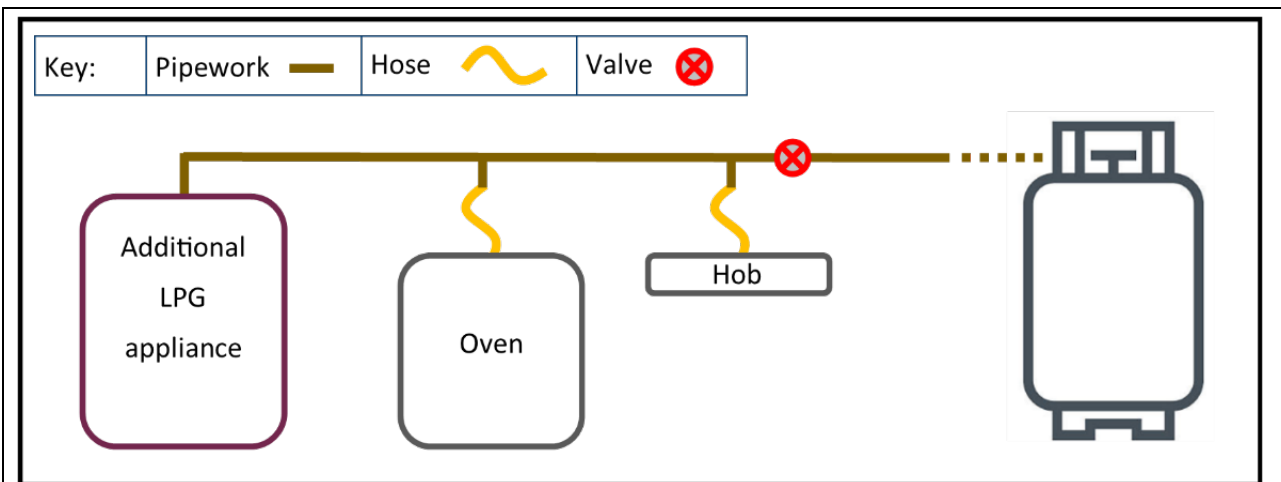 Key:
Pipework
Hose
Valve
Additional
LPG
appliance
Oven
Hob